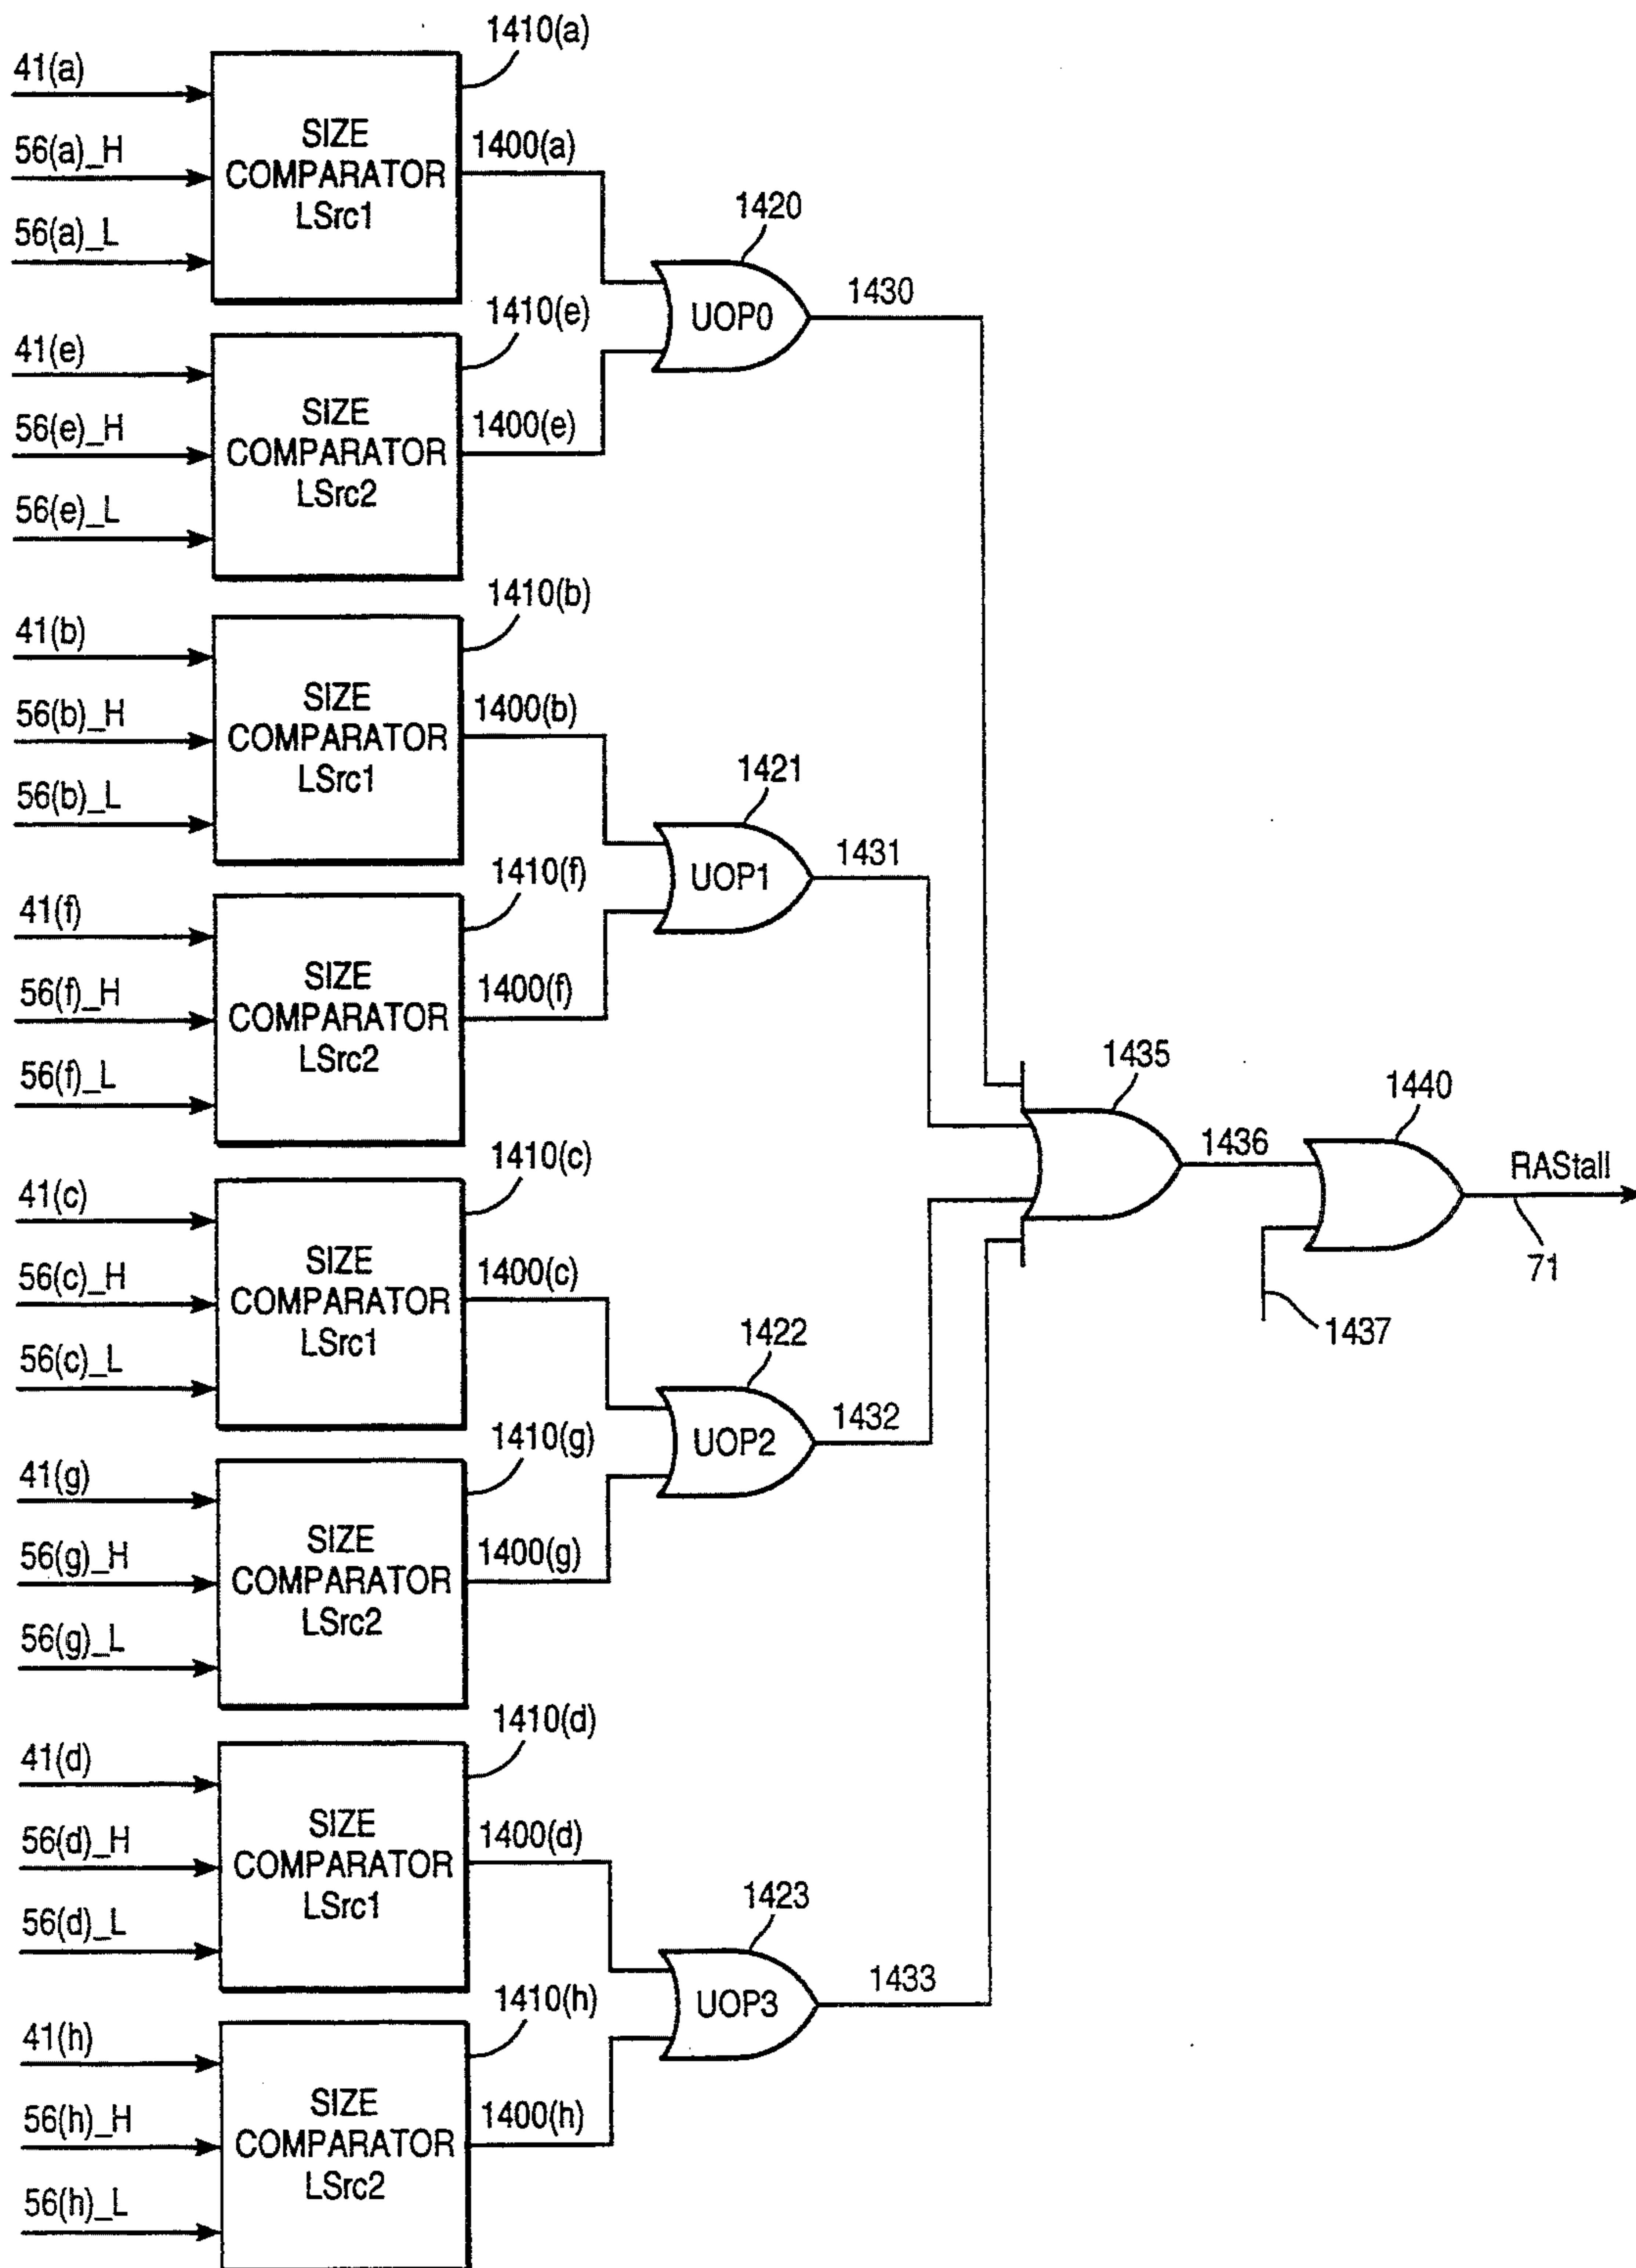 1410(a)
41(a)
56(a)_H
56(a)_L
SIZE
COMPARATOR
LSrc1
1400(a)
1420
UOP0
1430
1410(e)
41(e)
56(e)_H
56(e)_L
SIZE
COMPARATOR
LSrc2
1400(e)
1410(b)
41(b)
56(b)_H
56(b)_L
SIZE
COMPARATOR
LSrc1
1400(b)
1421
UOP1
1431
1410(f)
41(f)
56(f)_H
56(f)_L
SIZE
COMPARATOR
LSrc2
1400(f)
1435
1436
1440
RAStall
71
1437
1410(c)
41(c)
56(c)_H
56(c)_L
SIZE
COMPARATOR
LSrc1
1400(c)
1422
UOP2
1432
1410(g)
41(g)
56(g)_H
56(g)_L
SIZE
COMPARATOR
LSrc2
1400(g)
1410(d)
41(d)
56(d)_H
56(d)_L
SIZE
COMPARATOR
LSrc1
1400(d)
1423
UOP3
1433
1410(h)
41(h)
56(h)_H
56(h)_L
SIZE
COMPARATOR
LSrc2
1400(h)